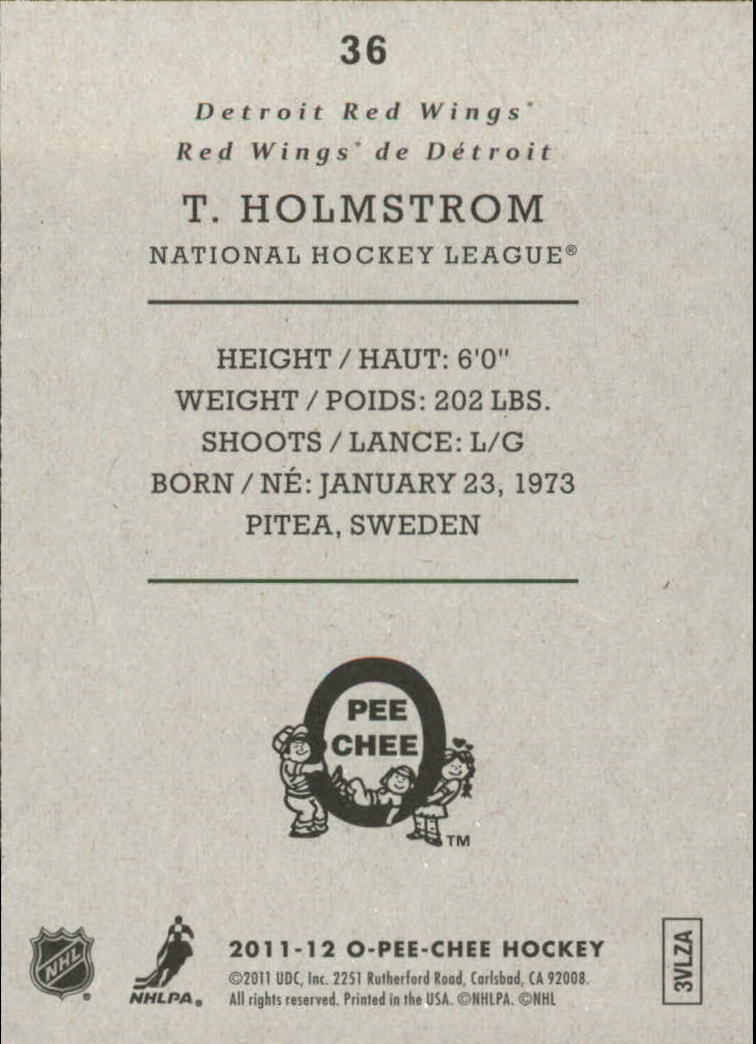 36
Detroit Red Wings*
Red Wings* de Détroit
T. HOLMSTROM
NATIONAL HOCKEY LEAGUE®
HEIGHT / HAUT: 6'0"
WEIGHT / POIDS: 202 LBS.
SHOOTS / LANCE: L/G
BORN / NÉ: JANUARY 23, 1973
PITEA, SWEDEN
O
PEE
CHEE
TM
NHL
®
NHLPA®
2011-12 O-PEE-CHEE HOCKEY
©2011 UDC, Inc. 2251 Rutherford Road, Carlsbad, CA 92008.
All rights reserved. Printed in the USA. ©NHLPA. ©NHL
3VLZA